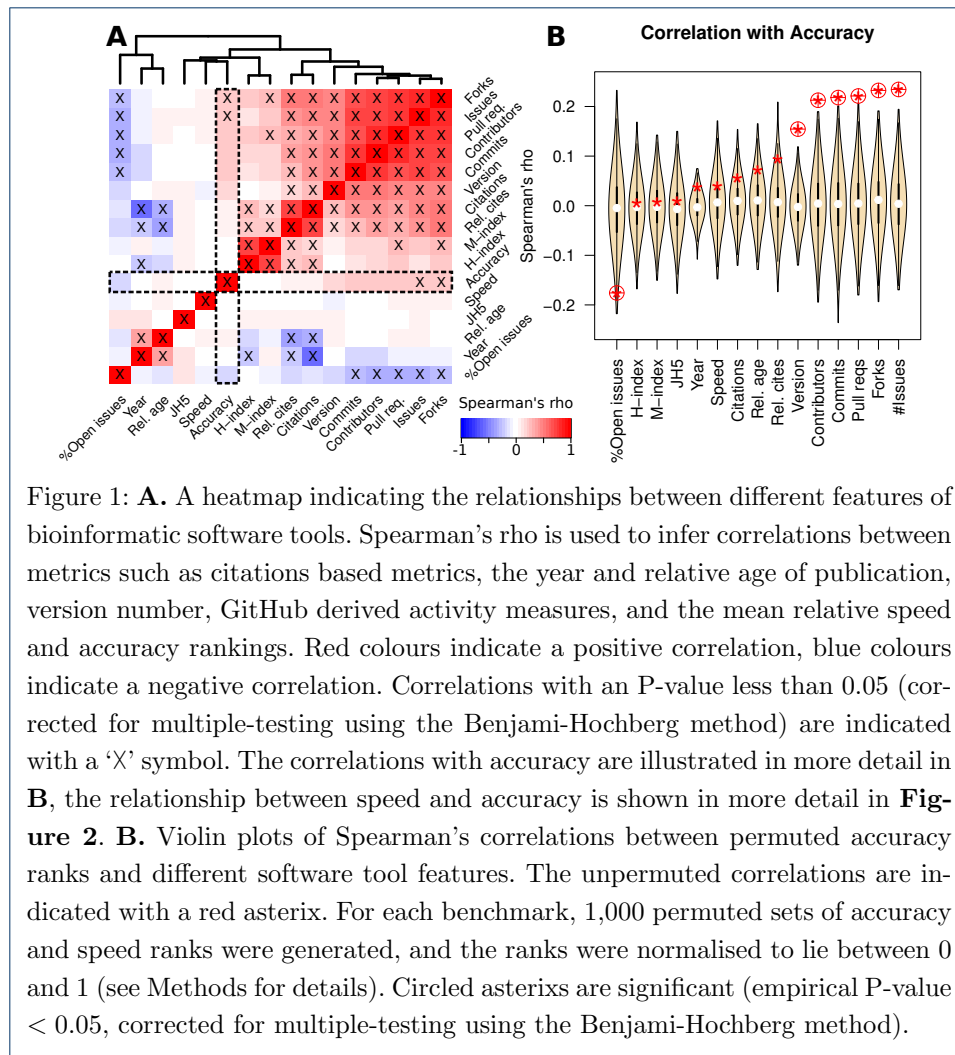 A
Forks
Issues
Pull req.
Contributors
Commits
Version
Citations
Rel. cites
M−index
H−index
Accuracy
Speed
JH5
Rel. age
Year
%Open issues
X X X X X X X X X X X
X X X X X X X X X
X X X X X X X X X
X X X X X X X X
X X X X X X X X
X X X X X X X X
X X X X X X X X X X X X
X X X X X X X X X X X X
X X X X X X
X X X X X
X X X
X
X
X X X X
X X X X X
X X X X X X
%Open issues
Year
Rel. age
JH5
Speed
Accuracy
H−index
M−index
Rel. cites
Citations
Version
Commits
Contributors
Pull req.
Issues
Forks
Spearman's rho
-1 0 1
B
Correlation with Accuracy
Spearman's rho
0.2
0.1
0.0
−0.1
−0.2
%Open issues
H−index
M−index
JH5
Year
Speed
Citations
Rel. age
Rel. cites
Version
Contributors
Commits
Pull reqs
Forks
#Issues
Figure 1: A. A heatmap indicating the relationships between different features of
bioinformatic software tools. Spearman's rho is used to infer correlations between
metrics such as citations based metrics, the year and relative age of publication,
version number, GitHub derived activity measures, and the mean relative speed
and accuracy rankings. Red colours indicate a positive correlation, blue colours
indicate a negative correlation. Correlations with an P-value less than 0.05 (cor-
rected for multiple-testing using the Benjami-Hochberg method) are indicated
with a ‘X’ symbol. The correlations with accuracy are illustrated in more detail in
B, the relationship between speed and accuracy is shown in more detail in Fig-
ure 2. B. Violin plots of Spearman's correlations between permuted accuracy
ranks and different software tool features. The unpermuted correlations are in-
dicated with a red asterix. For each benchmark, 1,000 permuted sets of accuracy
and speed ranks were generated, and the ranks were normalised to lie between 0
and 1 (see Methods for details). Circled asterixs are significant (empirical P-value
< 0.05, corrected for multiple-testing using the Benjami-Hochberg method).